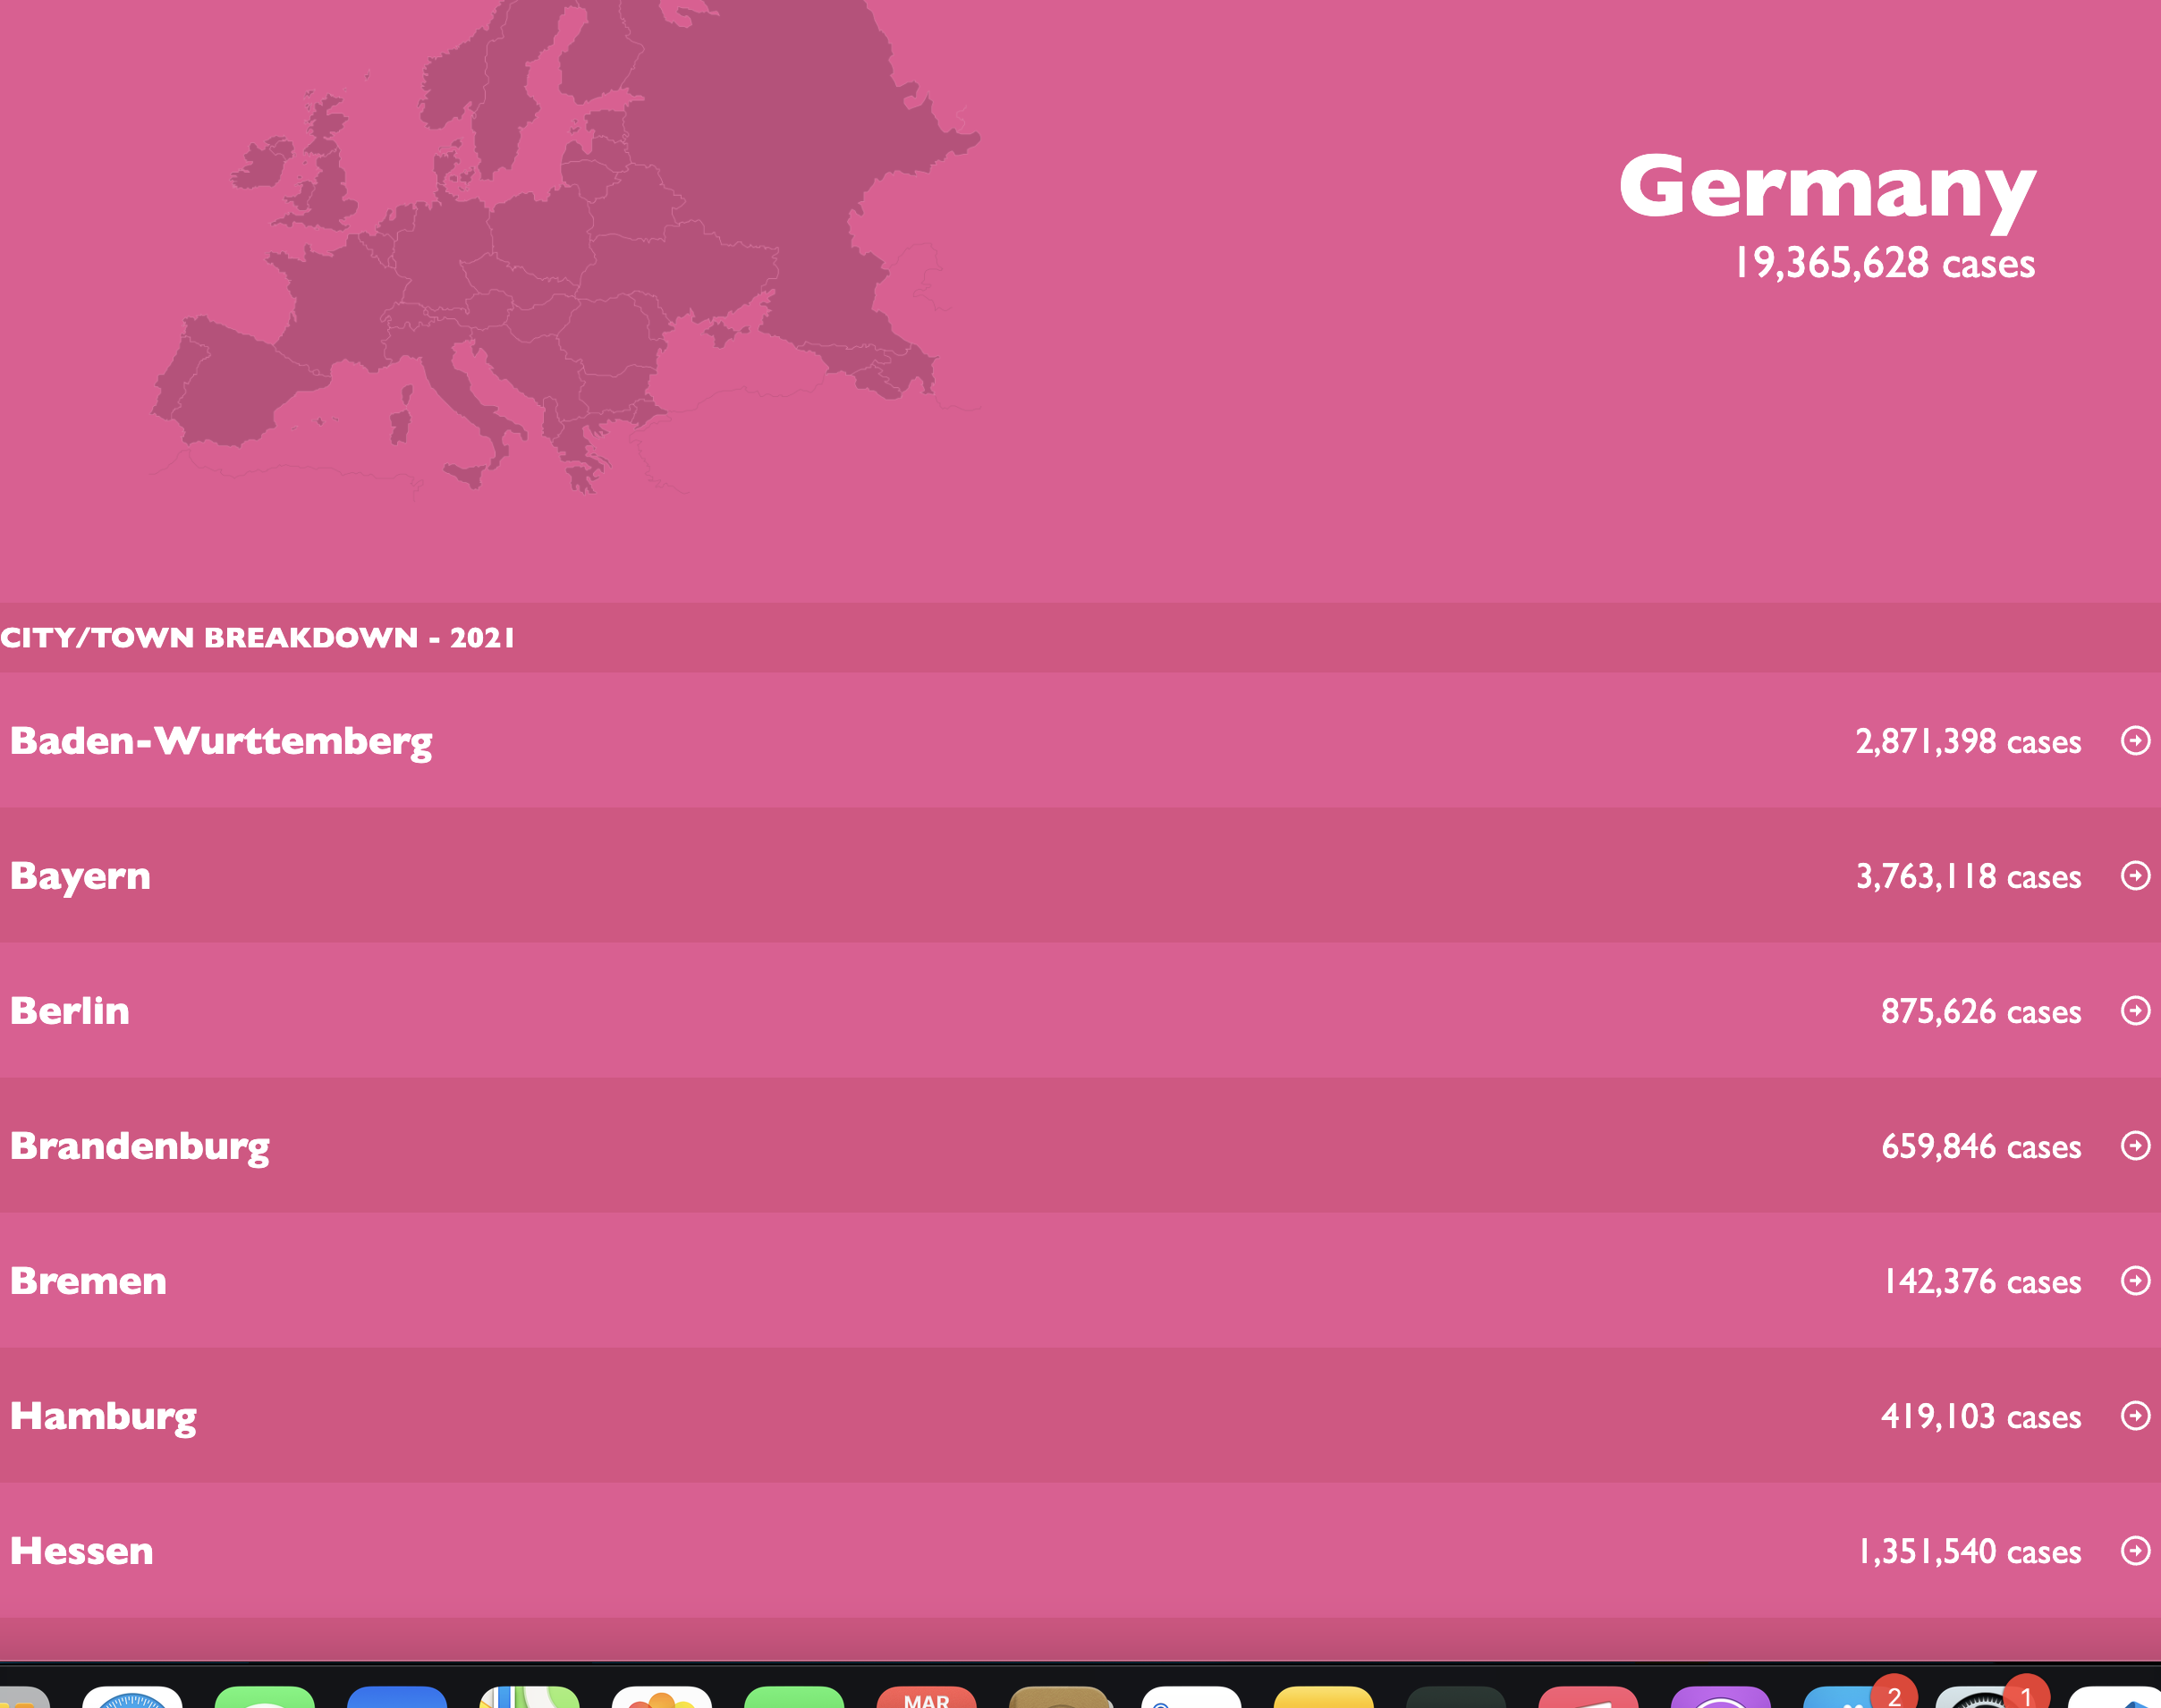 Germany
19,365,628 cases
CITY/TOWN BREAKDOWN - 2021
Baden-Wurttemberg 2,871,398 cases
Bayern 3,763,118 cases
Berlin 875,626 cases
Brandenburg 659,846 cases
Bremen 142,376 cases
Hamburg 419,103 cases
Hessen 1,351,540 cases
MAR 2 1